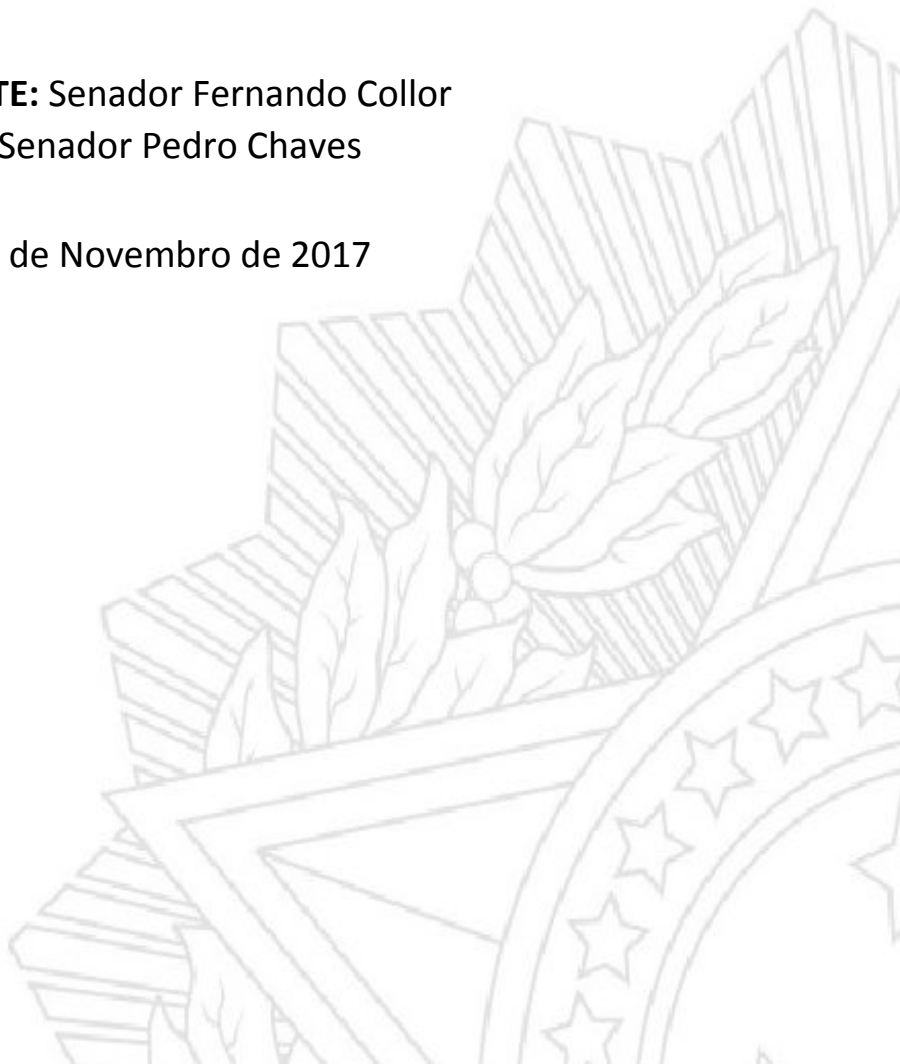 TE: Senador Fernando Collor
Senador Pedro Chaves
de Novembro de 2017